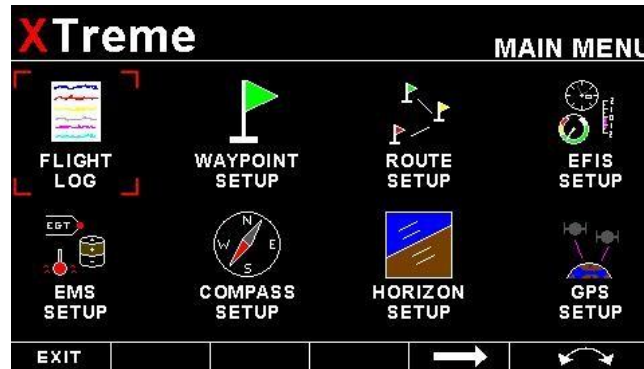 XTreme
MAIN MENU
FLIGHT
LOG
WAYPOINT
SETUP
ROUTE
SETUP
EFIS
SETUP
EGT
EMS
SETUP
N
W E
S
COMPASS
SETUP
HORIZON
SETUP
GPS
SETUP
EXIT